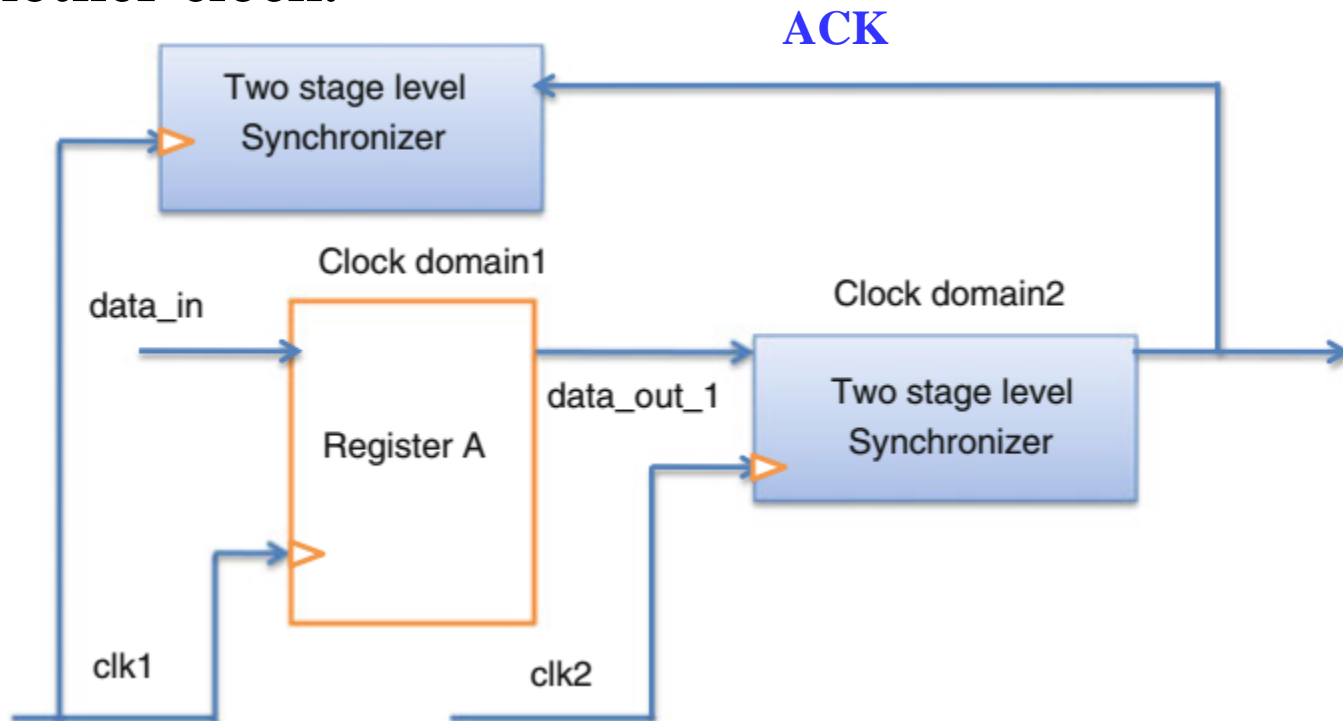 ACK
Two stage level
Synchronizer
Clock domain1
data_in
Clock domain2
data_out_1
Two stage level
Synchronizer
Register A
clk1
clk2